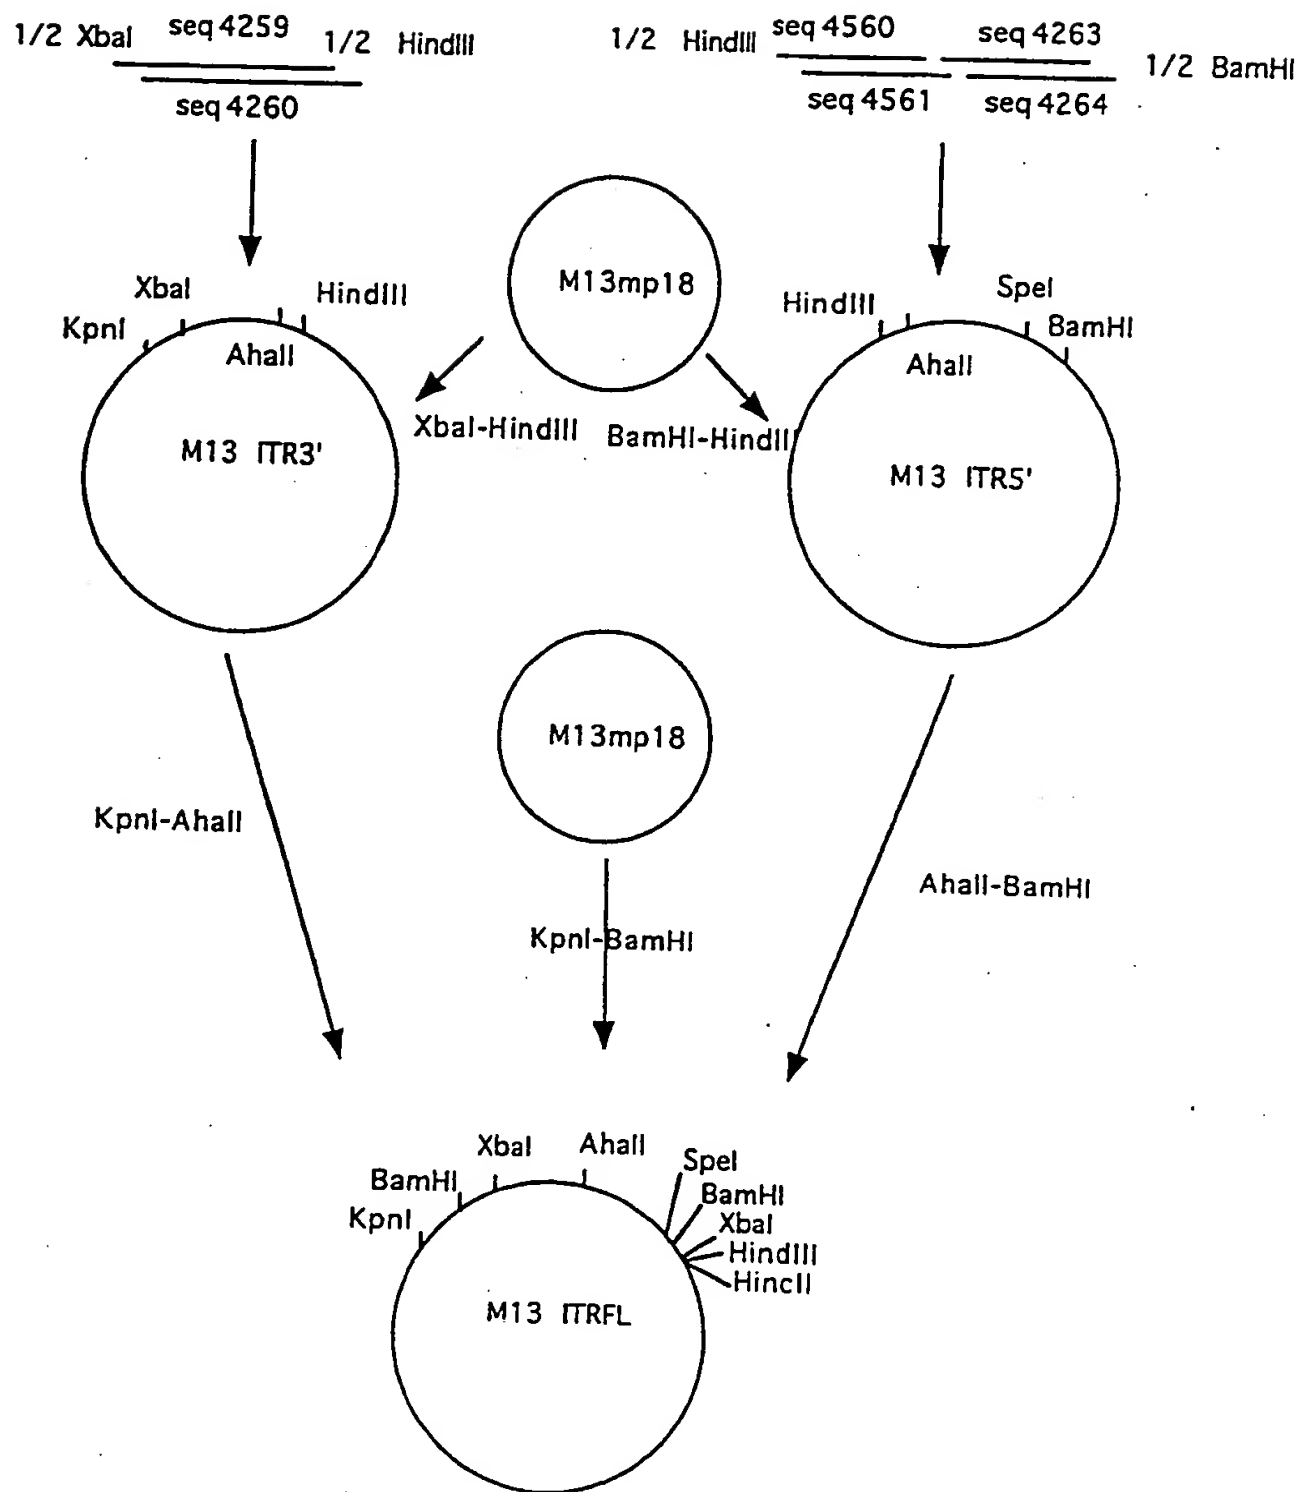 1/2 XbaI seq 4259 1/2 HindIII
seq 4260
1/2 HindIII seq 4560 seq 4263 1/2 BamHI
seq 4561 seq 4264
M13mp18
KpnI XbaI AhaII HindIII
M13 ITR3'
XbaI-HindIII
BamHI-HindII
HindIII AhaII SpeI BamHI
M13 ITR5'
M13mp18
KpnI-AhaII
KpnI-BamHI
AhaII-BamHI
KpnI BamHI XbaI AhaII SpeI
BamHI
XbaI
HindIII
HincII
M13 ITRFL